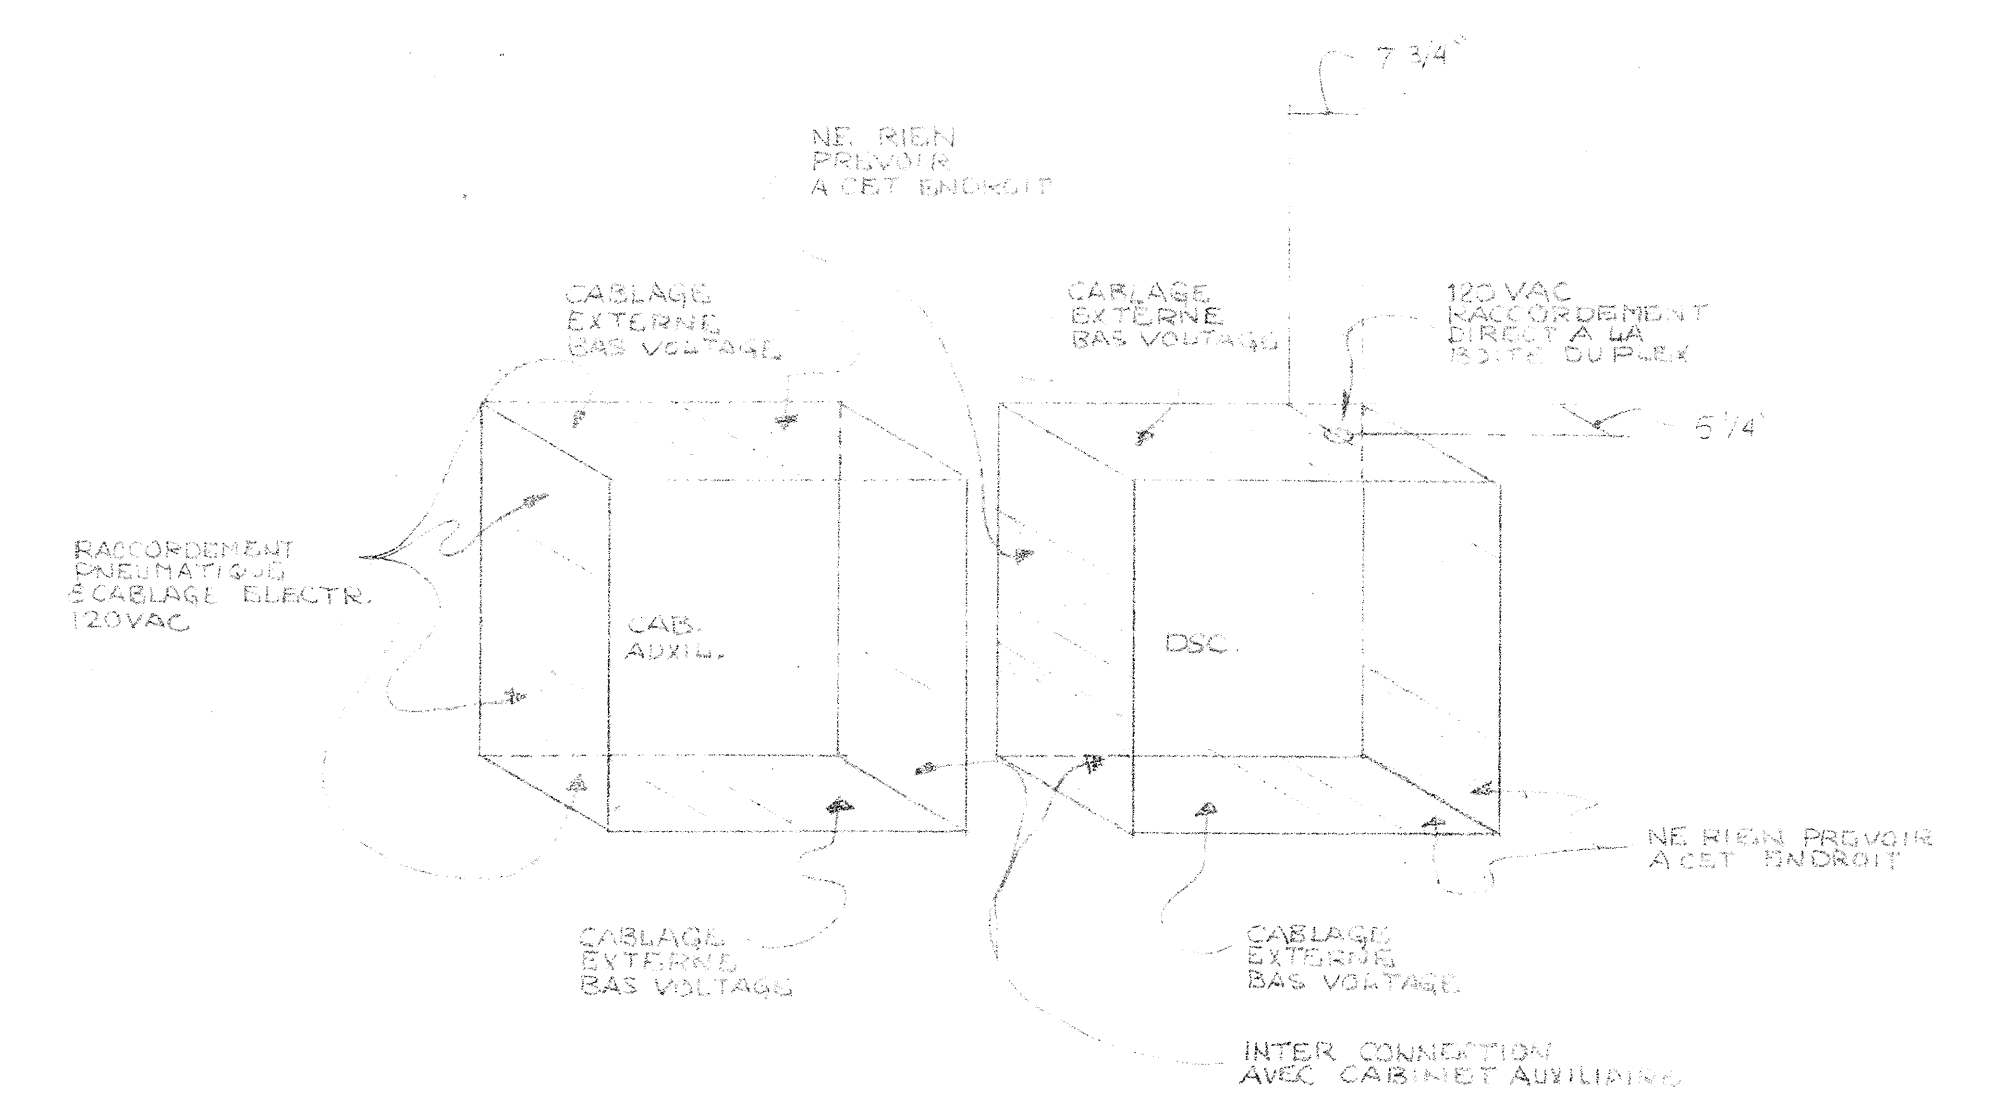 7 3/4"
NE RIEN
PREVOIR
A CET ENDROIT
CABLAGE
EXTERNE
BAS VOLTAGE
CABLAGE
EXTERNE
BAS VOLTAGE
120 VAC
RACCORDEMENT
DIRECT A LA
BOITE DUPLEX
5 1/4"
RACCORDEMENT
PNEUMATIQUE
& CABLAGE ELECTR.
120VAC
CAB.
AUXIL.
DSC.
NE RIEN PREVOIR
A CET ENDROIT
CABLAGE
EXTERNE
BAS VOLTAGE
CABLAGE
EXTERNE
BAS VOLTAGE
INTER CONNECTION
AVEC CABINET AUXILIAIRE